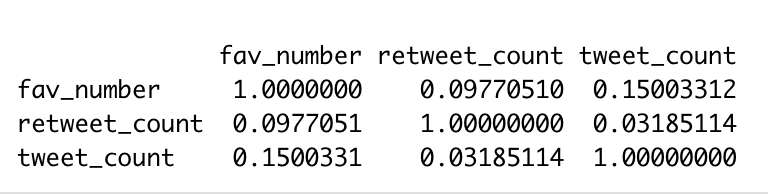 fav_number retweet_count tweet_count
fav_number 1.0000000 0.09770510 0.15003312
retweet_count 0.0977051 1.00000000 0.03185114
tweet_count 0.1500331 0.03185114 1.00000000